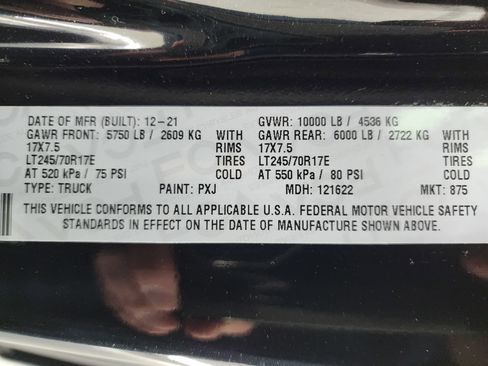 DATE OF MFR (BUILT): 12-21 GVWR: 10000 LB / 4536 KG
GAWR FRONT: 5750 LB / 2609 KG WITH GAWR REAR: 6000 LB / 2722 KG WITH
17X7.5 RIMS 17X7.5 RIMS
LT245/70R17E TIRES LT245/70R17E TIRES
AT 520 kPa / 75 PSI COLD AT 550 kPa / 80 PSI COLD
TYPE: TRUCK PAINT: PXJ MDH: 121622 MKT: 875
THIS VEHICLE CONFORMS TO ALL APPLICABLE U.S.A. FEDERAL MOTOR VEHICLE SAFETY
STANDARDS IN EFFECT ON THE DATE OF MANUFACTURE SHOWN ABOVE.